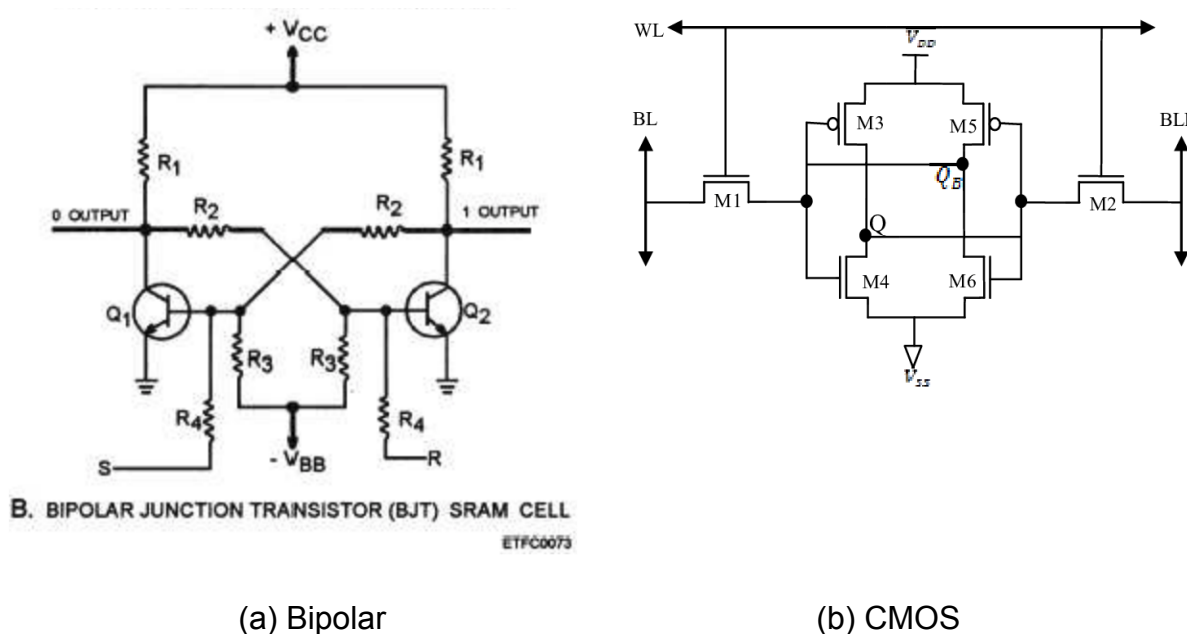 + VCC
R1
R1
R2
R2
0 OUTPUT
1 OUTPUT
Q1
Q2
R3
R3
R4
R4
S
- VBB
R
B. BIPOLAR JUNCTION TRANSISTOR (BJT) SRAM CELL
ETFC0073
(a) Bipolar
WL
VDD
BL
M3
M5
QB
M1
M2
Q
M4
M6
VSS
(b) CMOS